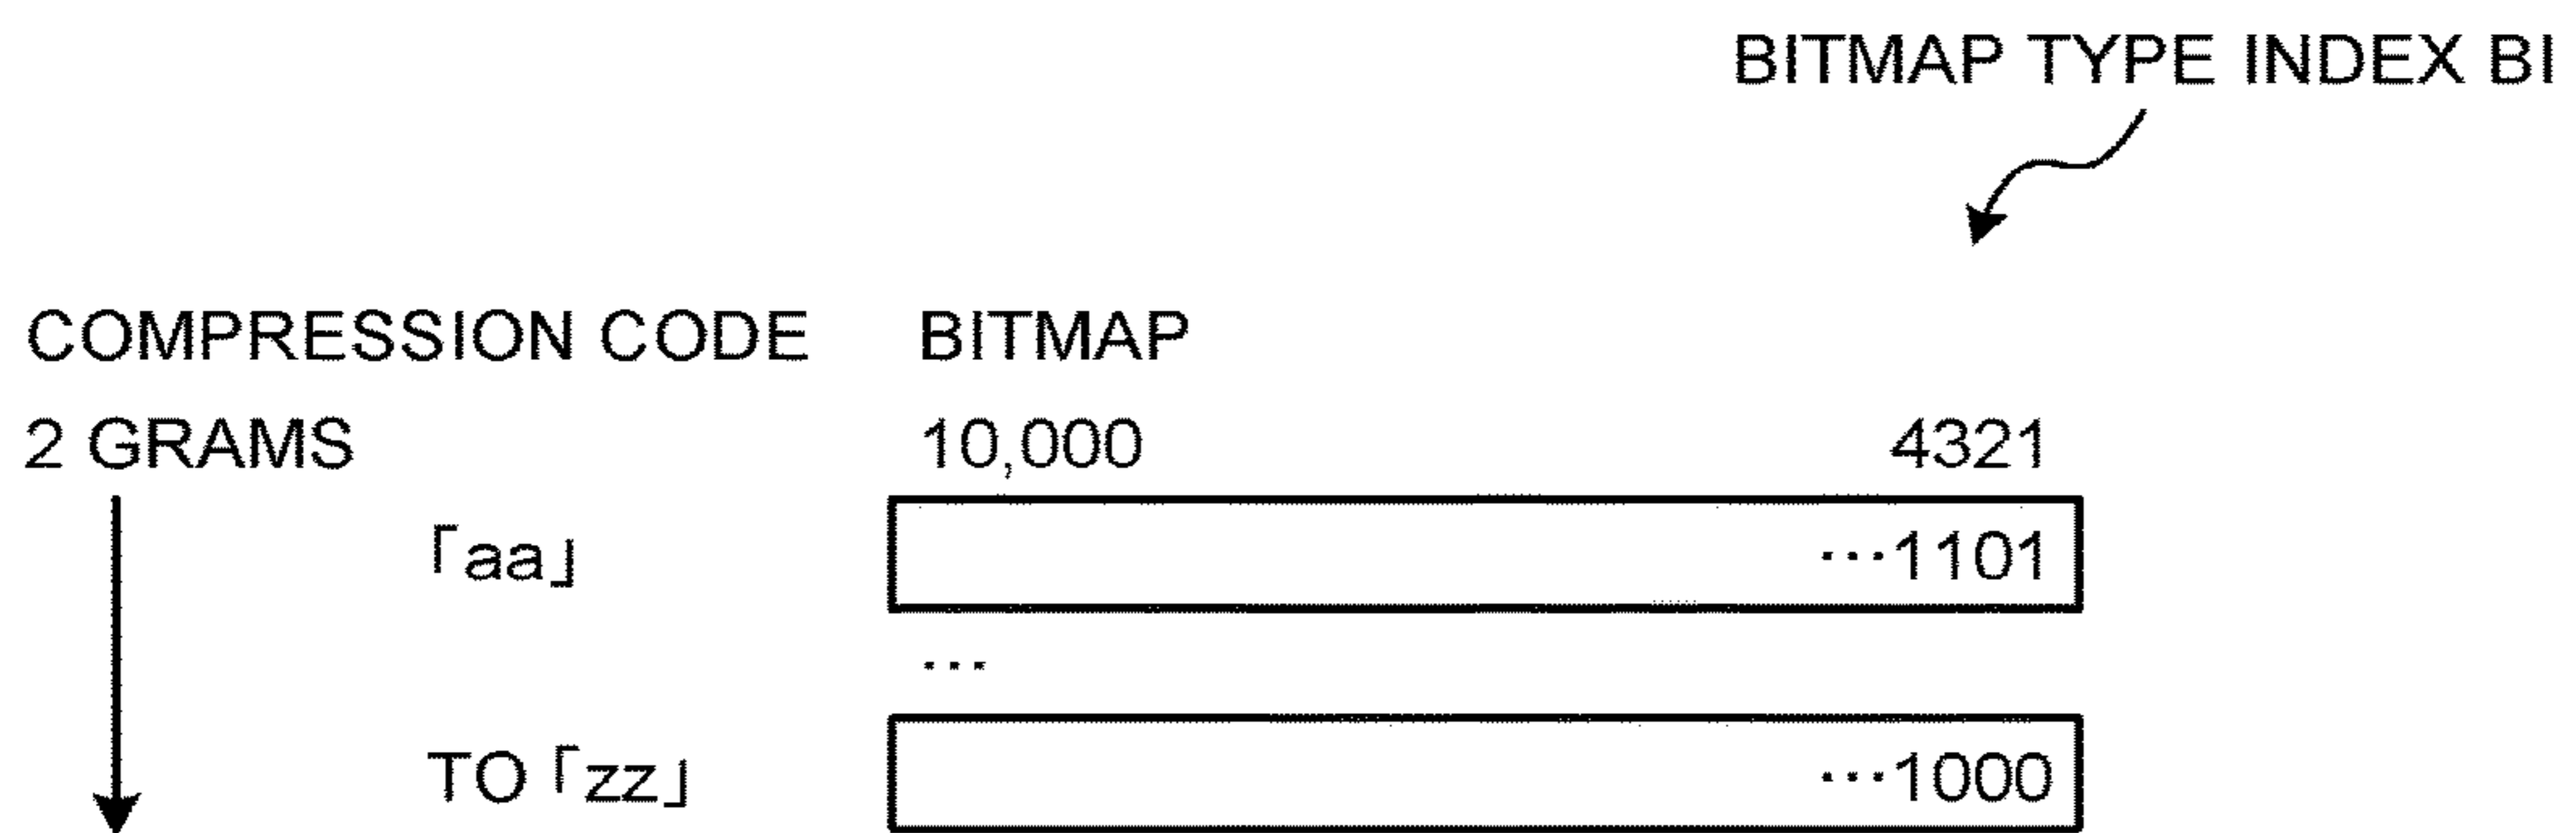 BITMAP TYPE INDEX BI
COMPRESSION CODE BITMAP
2 GRAMS 10,000 4321
「aa」 …1101
…
TO「zz」 …1000